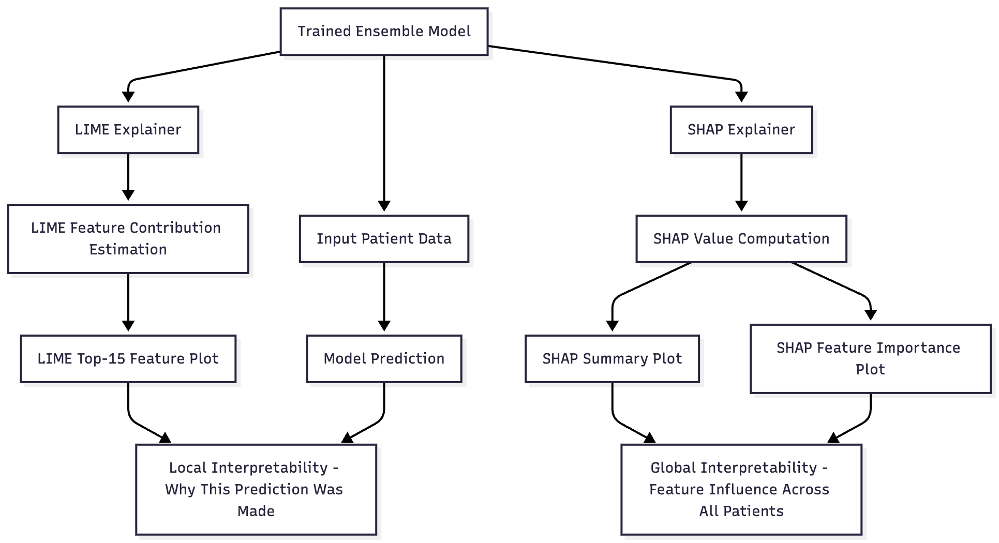 Trained Ensemble Model
LIME Explainer
SHAP Explainer
LIME Feature Contribution
Estimation
Input Patient Data
SHAP Value Computation
LIME Top-15 Feature Plot
Model Prediction
SHAP Summary Plot
SHAP Feature Importance
Plot
Local Interpretability -
Why This Prediction Was
Made
Global Interpretability -
Feature Influence Across
All Patients